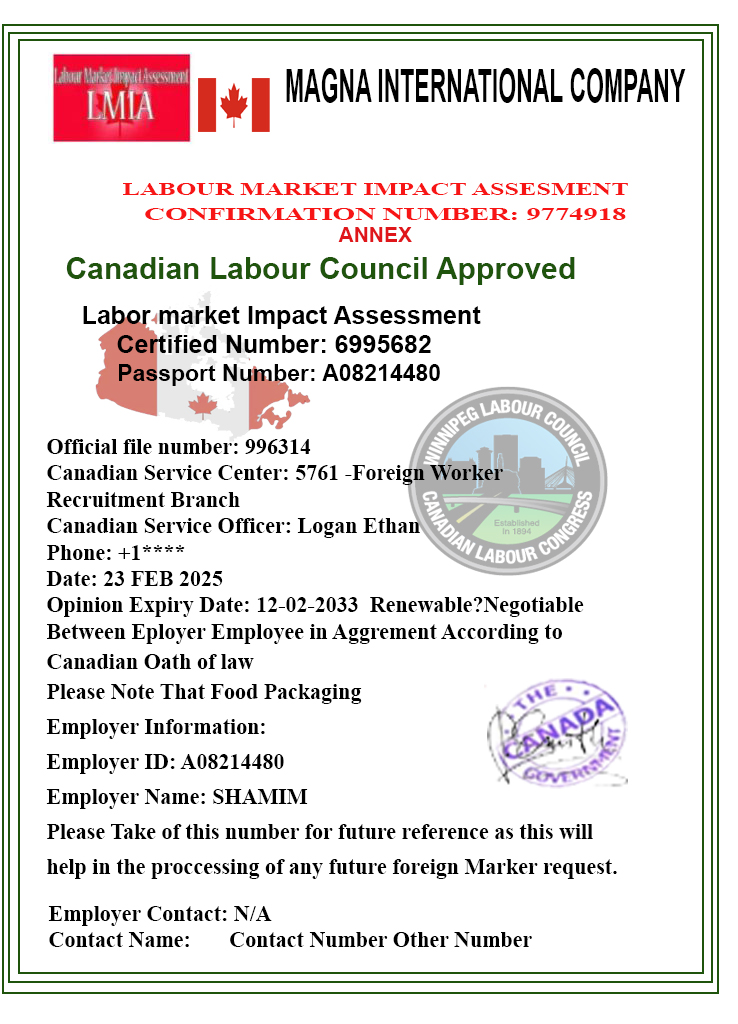 Labour Market Impact Assessment
LMIA
MAGNA INTERNATIONAL COMPANY
LABOUR MARKET IMPACT ASSESMENT
CONFIRMATION NUMBER: 9774918
ANNEX
Canadian Labour Council Approved
Labor market Impact Assessment
Certified Number: 6995682
Passport Number: A08214480
WINNIPEG LABOUR COUNCIL
Established
in 1894
CANADIAN LABOUR CONGRESS
Official file number: 996314
Canadian Service Center: 5761 -Foreign Worker
Recruitment Branch
Canadian Service Officer: Logan Ethan
Phone: +1****
Date: 23 FEB 2025
Opinion Expiry Date: 12-02-2033 Renewable?Negotiable
Between Eployer Employee in Aggrement According to
Canadian Oath of law
Please Note That Food Packaging
Employer Information:
Employer ID: A08214480
Employer Name: SHAMIM
THE
CANADA
GOVERNMENT
Please Take of this number for future reference as this will
help in the proccessing of any future foreign Marker request.
Employer Contact: N/A
Contact Name: Contact Number Other Number